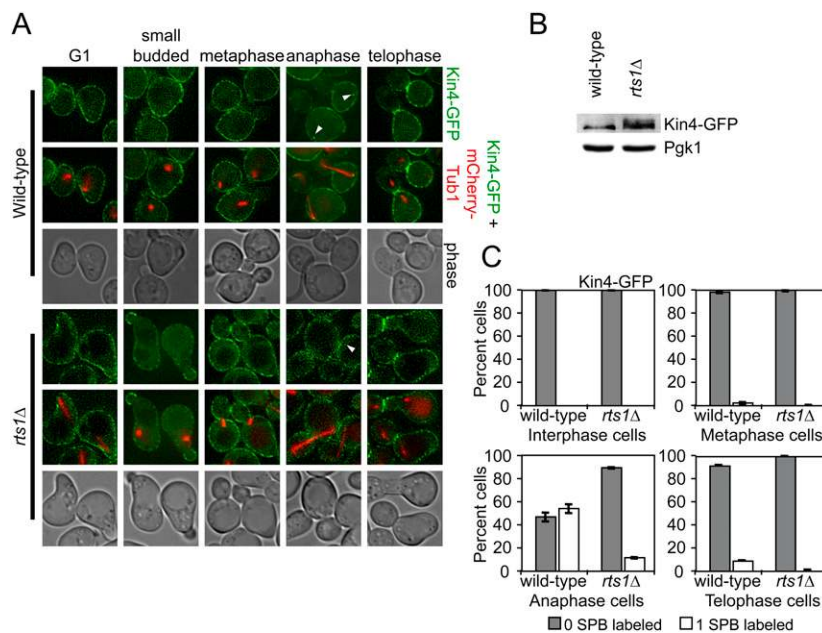 A
G1
small
budded
metaphase
anaphase
telophase
Wild-type
Kin4-GFP
Kin4-GFP +
mCherry-
Tub1
phase
rts1Δ
B
wild-type
rts1Δ
Kin4-GFP
Pgk1
C
Kin4-GFP
Percent cells
100
80
60
40
20
0
wild-type rts1Δ
Interphase cells
Percent cells
100
80
60
40
20
0
wild-type rts1Δ
Metaphase cells
Percent cells
100
80
60
40
20
0
wild-type rts1Δ
Anaphase cells
Percent cells
100
80
60
40
20
0
wild-type rts1Δ
Telophase cells
0 SPB labeled
1 SPB labeled